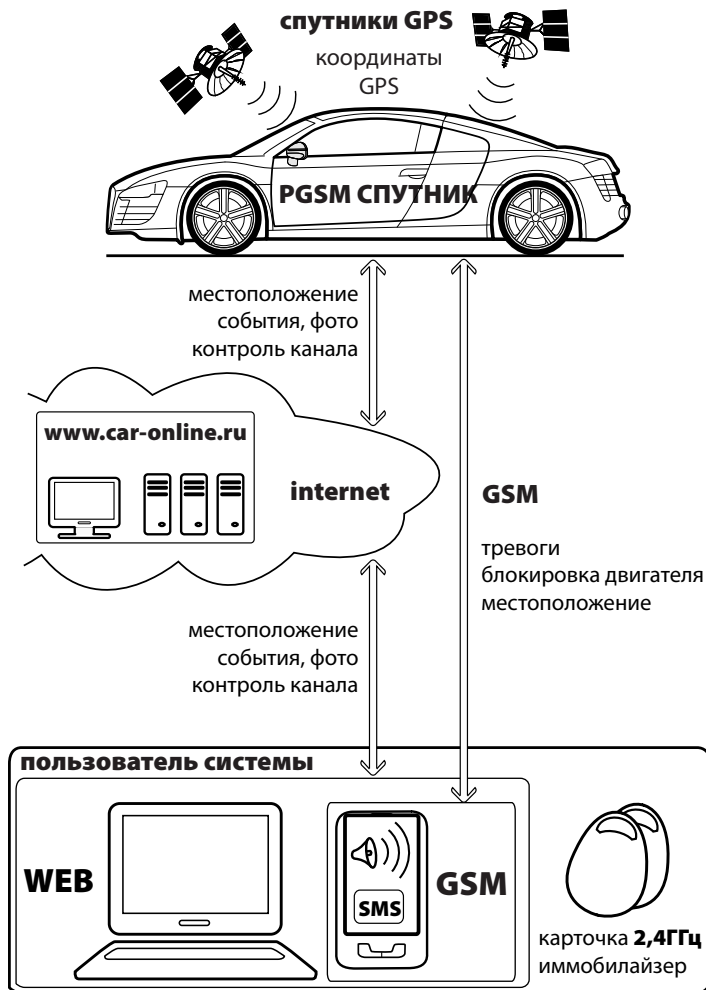 спутники GPS
координаты
GPS
PGSM СПУТНИК
местоположение
события, фото
контроль канала
www.car-online.ru
internet
GSM
тревоги
блокировка двигателя
местоположение
местоположение
события, фото
контроль канала
пользователь системы
WEB
SMS
GSM
карточка 2,4ГГц
иммобилайзер